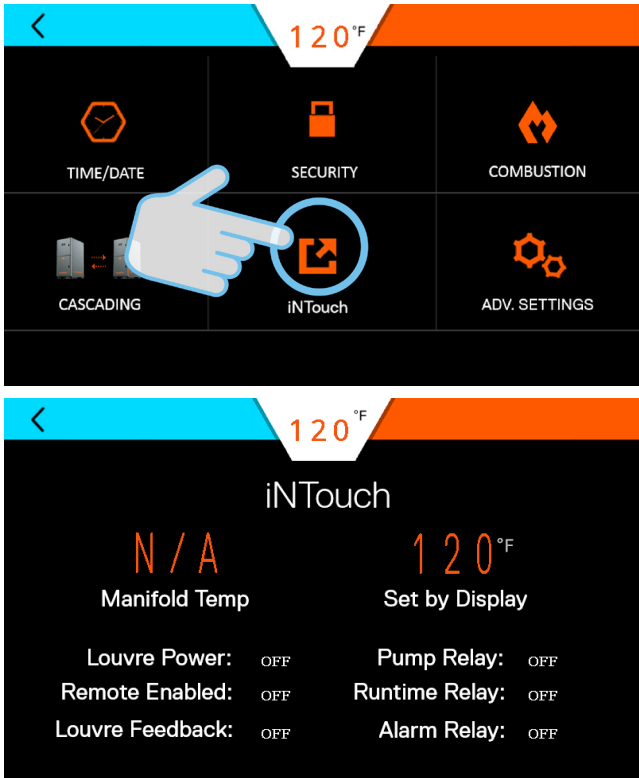 120°F
TIME/DATE
SECURITY
COMBUSTION
CASCADING
iNTouch
ADV. SETTINGS
120°F
iNTouch
N/A
120°F
Manifold Temp
Set by Display
Louvre Power: OFF
Pump Relay: OFF
Remote Enabled: OFF
Runtime Relay: OFF
Louvre Feedback: OFF
Alarm Relay: OFF